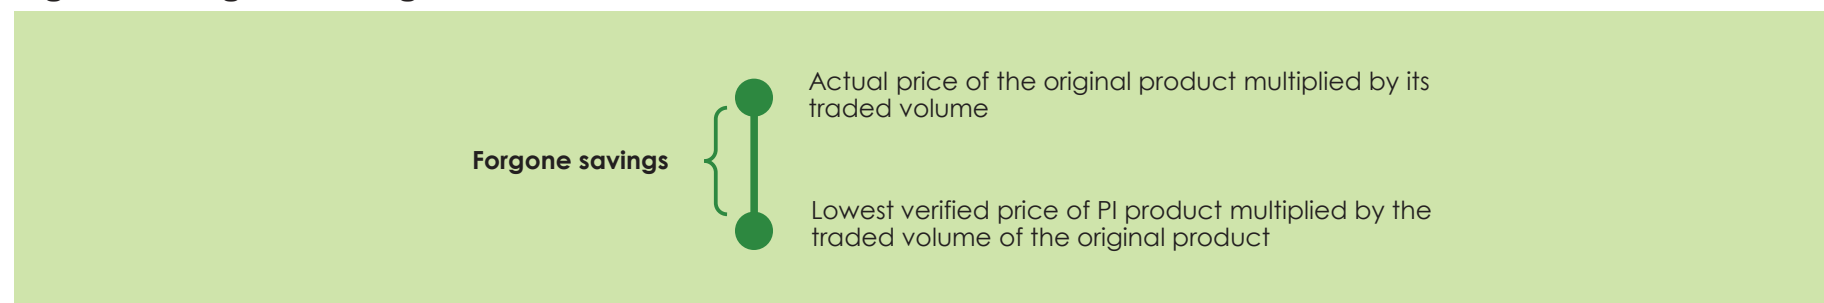 Actual price of the original product multiplied by its
traded volume
Forgone savings
Lowest verified price of PI product multiplied by the
traded volume of the original product